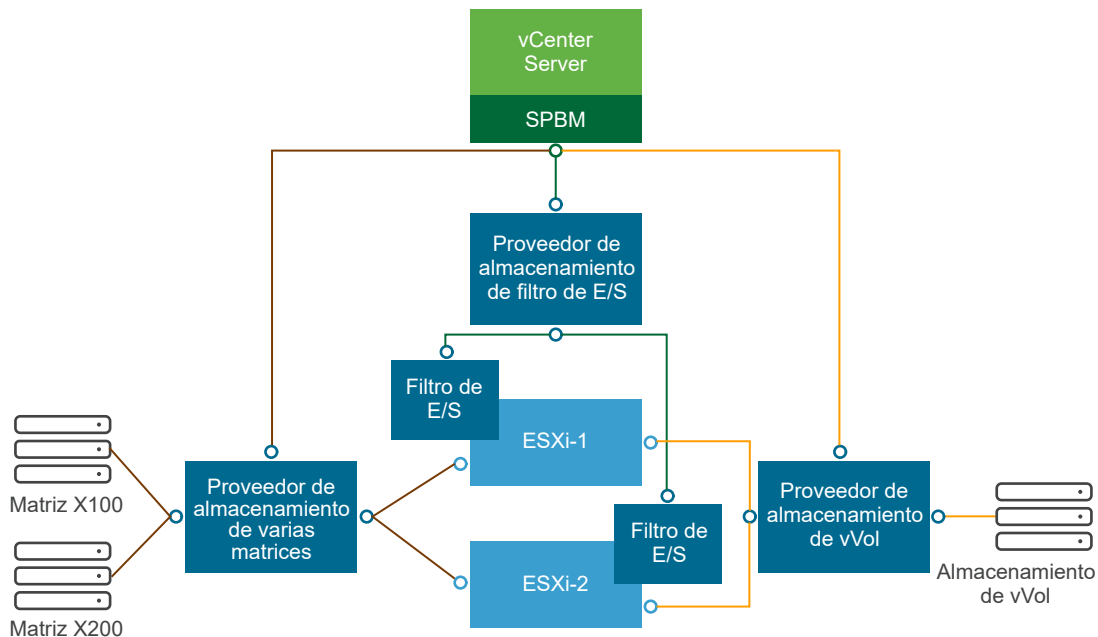 vCenter
Server
SPBM
Proveedor de
almacenamiento
de filtro de E/S
Filtro de
E/S
ESXi-1
Matriz X100
Proveedor de
almacenamiento
de varias
matrices
Proveedor de
almacenamiento
de vVol
Filtro de
E/S
ESXi-2
Almacenamiento
de vVol
Matriz X200